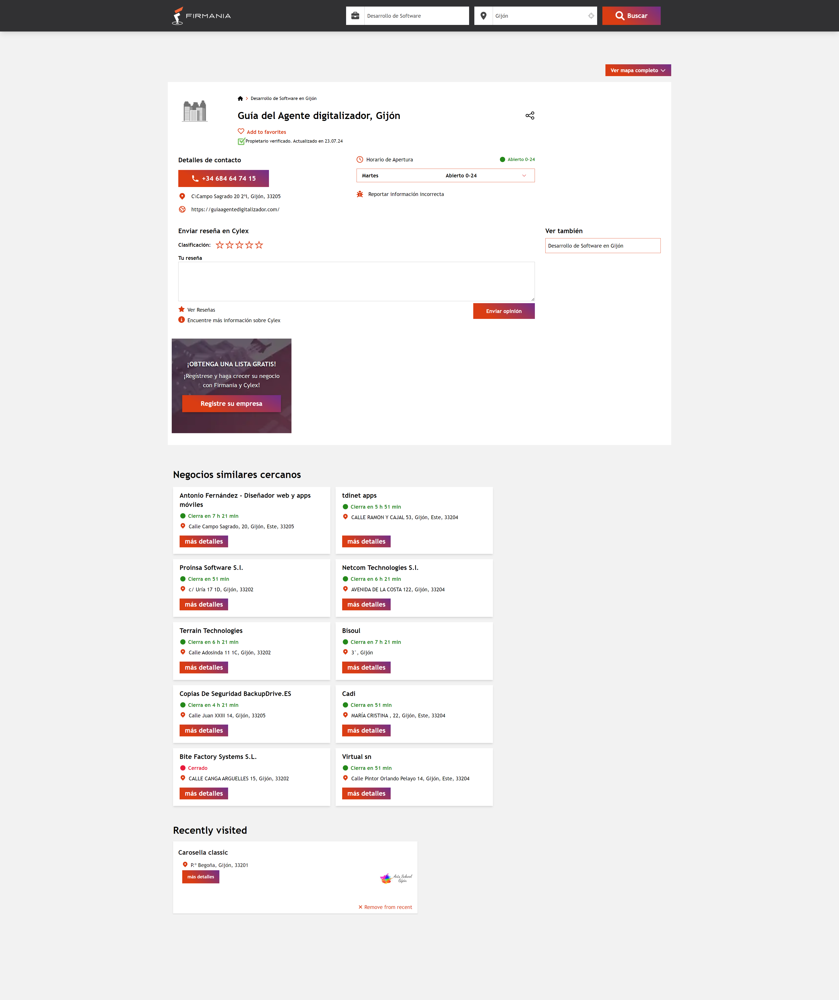 FIRMANIA
Desarrollo de Software
Gijón
Buscar
Ver mapa completo
Desarrollo de Software en Gijón
Guía del Agente digitalizador, Gijón
Add to favorites
Propietario verificado. Actualizado en 23.07.24
Detalles de contacto
+34 684 64 74 15
C\Campo Sagrado 20 2ºI, Gijón, 33205
https://guiaagentedigitalizador.com/
Horario de Apertura
Abierto 0-24
Martes Abierto 0-24
Reportar información incorrecta
Enviar reseña en Cylex
Clasificación:
Tu reseña
Ver Reseñas
Encuentre más información sobre Cylex
Enviar opinión
Ver también
Desarrollo de Software en Gijón
¡OBTENGA UNA LISTA GRATIS!
¡Regístrese y haga crecer su negocio
con Firmania y Cylex!
Registre su empresa
Negocios similares cercanos
Antonio Fernández - Diseñador web y apps
móviles
Cierra en 7 h 21 min
Calle Campo Sagrado, 20, Gijón, Este, 33205
más detalles
tdinet apps
Cierra en 5 h 51 min
CALLE RAMON Y CAJAL 53, Gijón, Este, 33204
más detalles
Proinsa Software S.l.
Cierra en 51 min
c/ Uría 17 1D, Gijón, 33202
más detalles
Netcom Technologies S.l.
Cierra en 6 h 21 min
AVENIDA DE LA COSTA 122, Gijón, 33204
más detalles
Terrain Technologies
Cierra en 6 h 21 min
Calle Adosinda 11 1C, Gijón, 33202
más detalles
Bisoul
Cierra en 7 h 21 min
3°, Gijón
más detalles
Copias De Seguridad BackupDrive.ES
Cierra en 4 h 21 min
Calle Juan XXIII 14, Gijón, 33205
más detalles
Cadi
Cierra en 51 min
MARÍA CRISTINA , 22, Gijón, Este, 33204
más detalles
Bite Factory Systems S.L.
Cerrado
CALLE CANGA ARGUELLES 15, Gijón, 33202
más detalles
Virtual sn
Cierra en 51 min
Calle Pintor Orlando Pelayo 14, Gijón, Este, 33204
más detalles
Recently visited
Carosella classic
P.º Begoña, Gijón, 33201
más detalles
Arts School
Gijón
Remove from recent